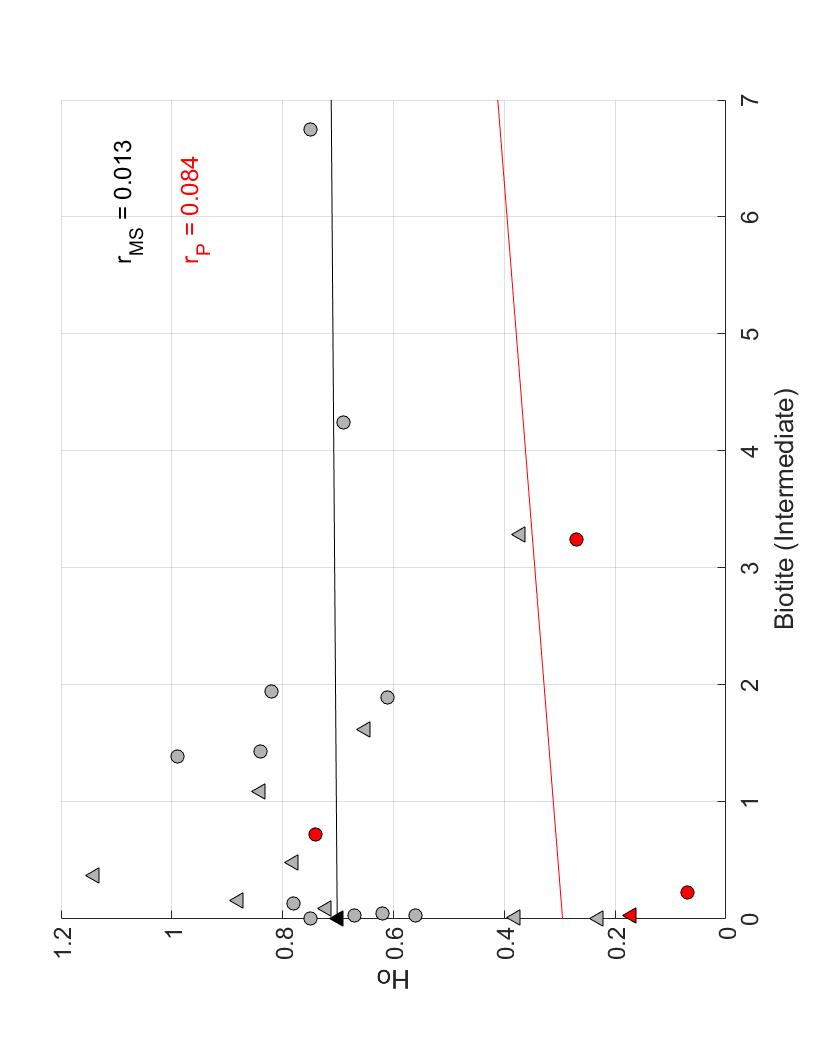 1.2
1
0.8
0.6
0.4
0.2
0
Ho
r_MS = 0.013
r_P = 0.084
0 1 2 3 4 5 6 7
Biotite (Intermediate)